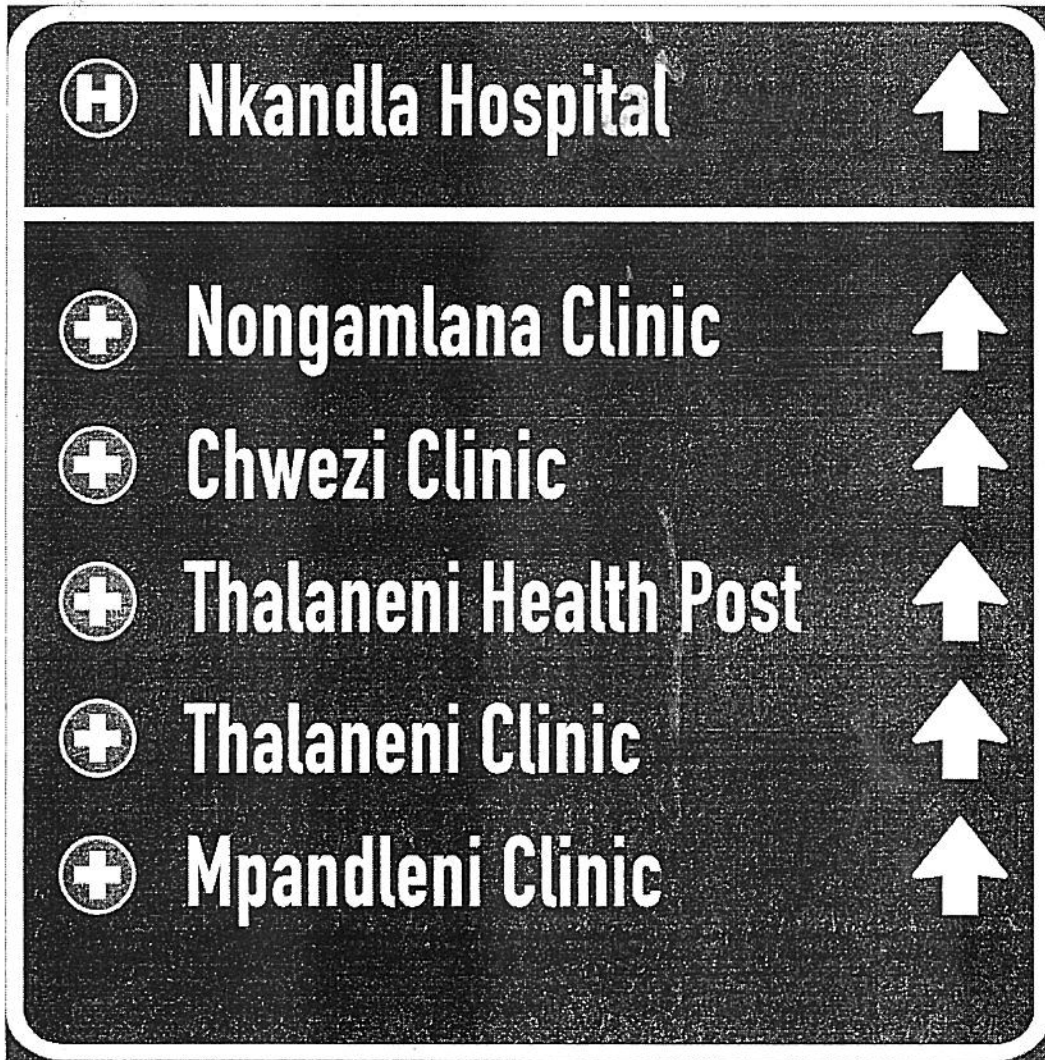 H Nkandla Hospital
Nongamlana Clinic
Chwezi Clinic
Thalaneni Health Post
Thalaneni Clinic
Mpandleni Clinic